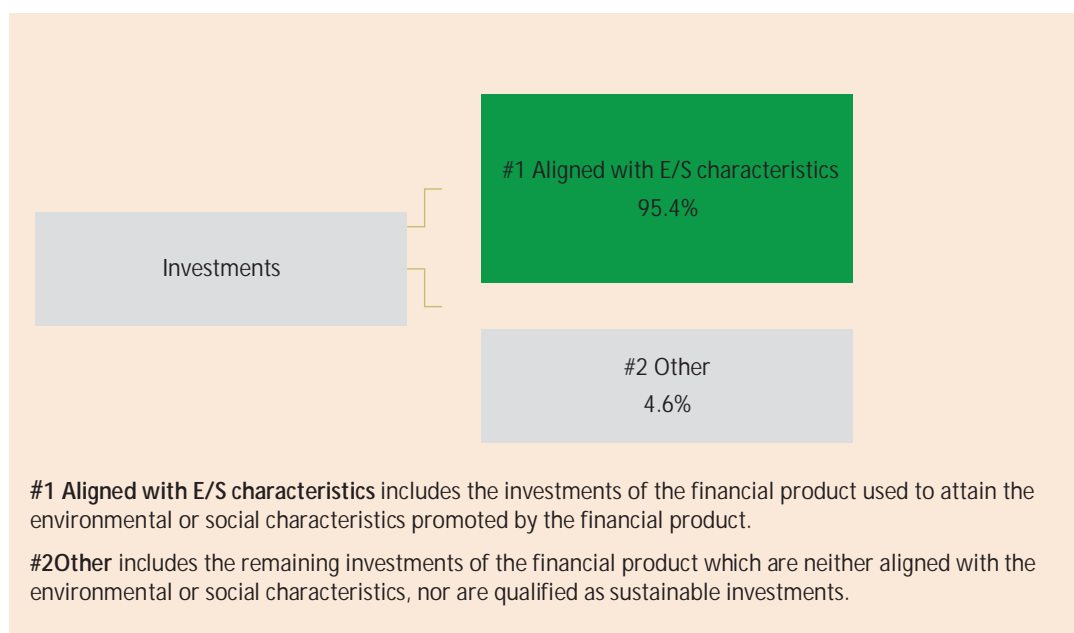 #1 Aligned with E/S characteristics
95.4%
Investments
#2 Other
4.6%
#1 Aligned with E/S characteristics includes the investments of the financial product used to attain the
environmental or social characteristics promoted by the financial product.
#2Other includes the remaining investments of the financial product which are neither aligned with the
environmental or social characteristics, nor are qualified as sustainable investments.